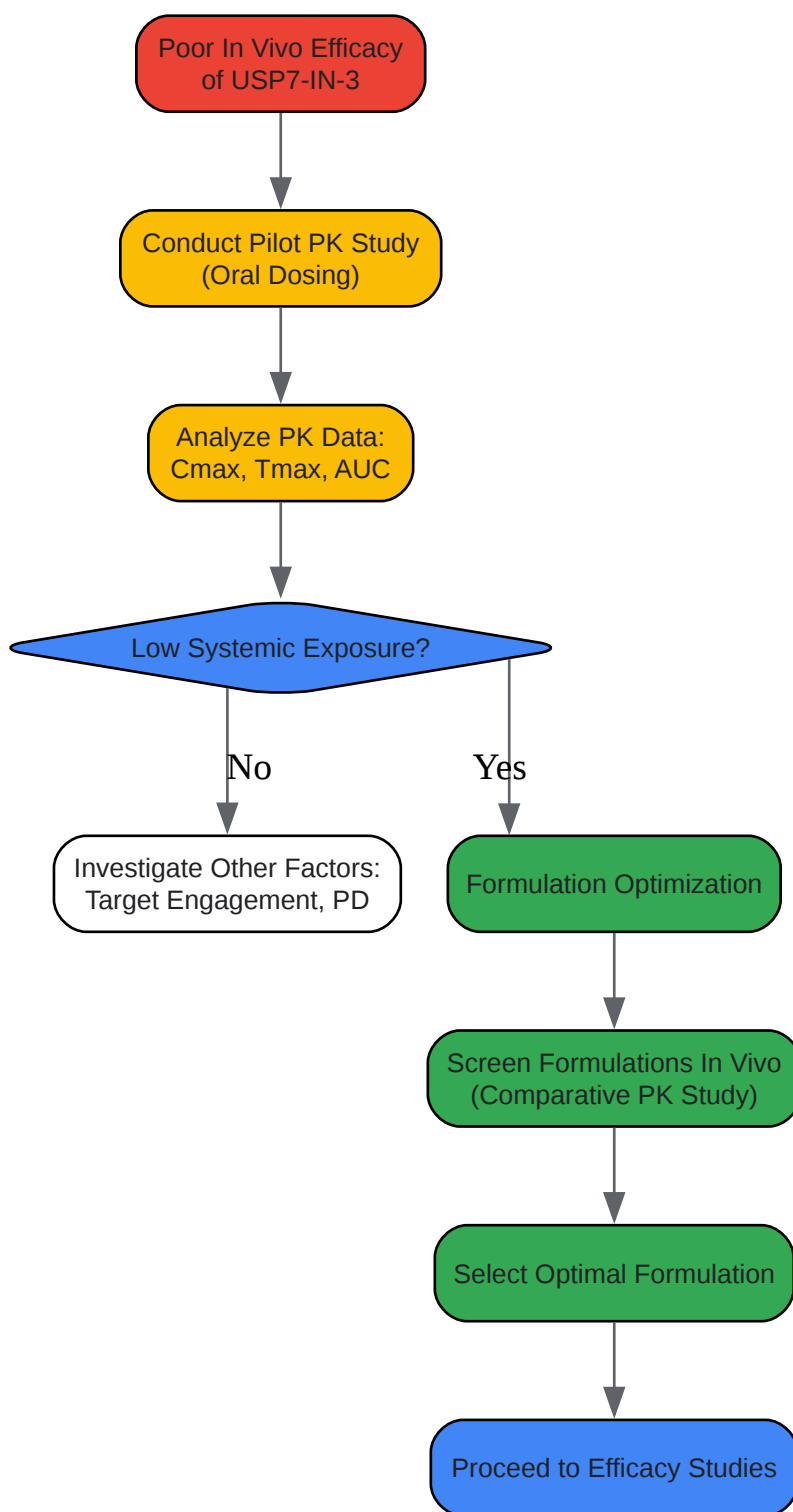 Poor In Vivo Efficacy
of USP7-IN-3
Conduct Pilot PK Study
(Oral Dosing)
Analyze PK Data:
Cmax, Tmax, AUC
Low Systemic Exposure?
No
Yes
Investigate Other Factors:
Target Engagement, PD
Formulation Optimization
Screen Formulations In Vivo
(Comparative PK Study)
Select Optimal Formulation
Proceed to Efficacy Studies